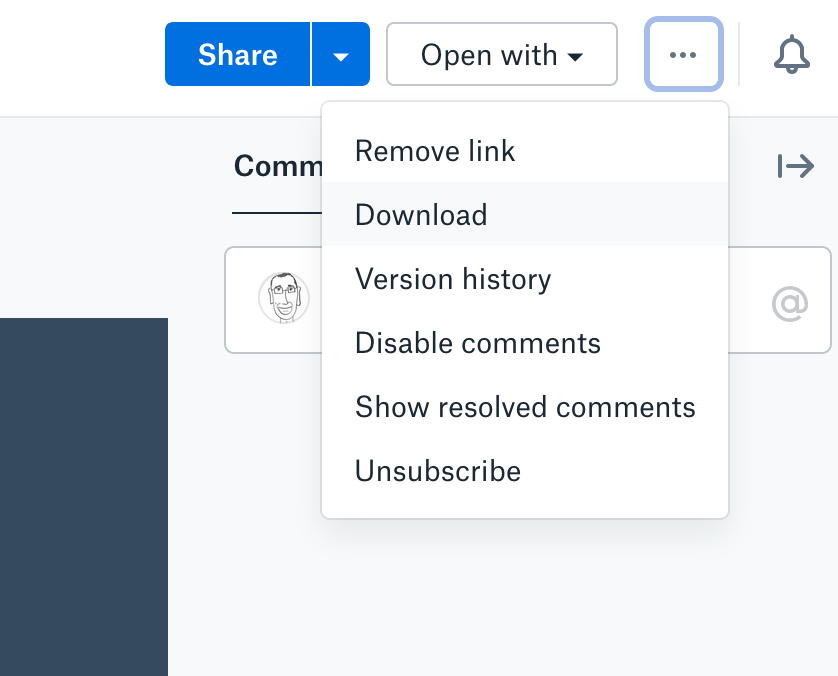 Share
Open with
Comm
Remove link
Download
Version history
Disable comments
Show resolved comments
Unsubscribe
@